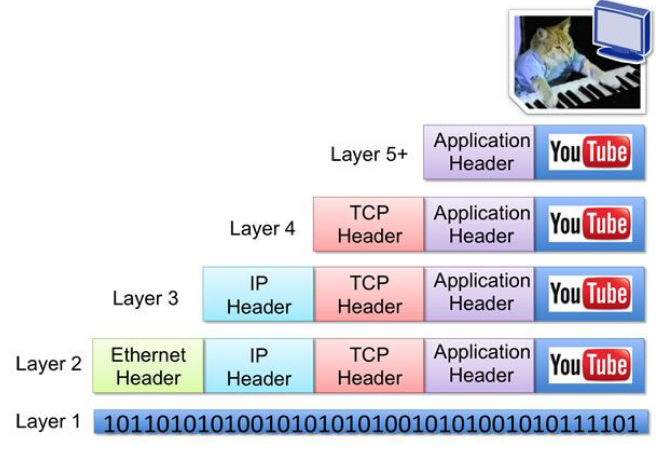 Layer 5+
Application
Header
YouTube
Layer 4
TCP
Header
Application
Header
YouTube
Layer 3
IP
Header
TCP
Header
Application
Header
YouTube
Layer 2
Ethernet
Header
IP
Header
TCP
Header
Application
Header
YouTube
Layer 1
1011010101001010101010010101001010111101